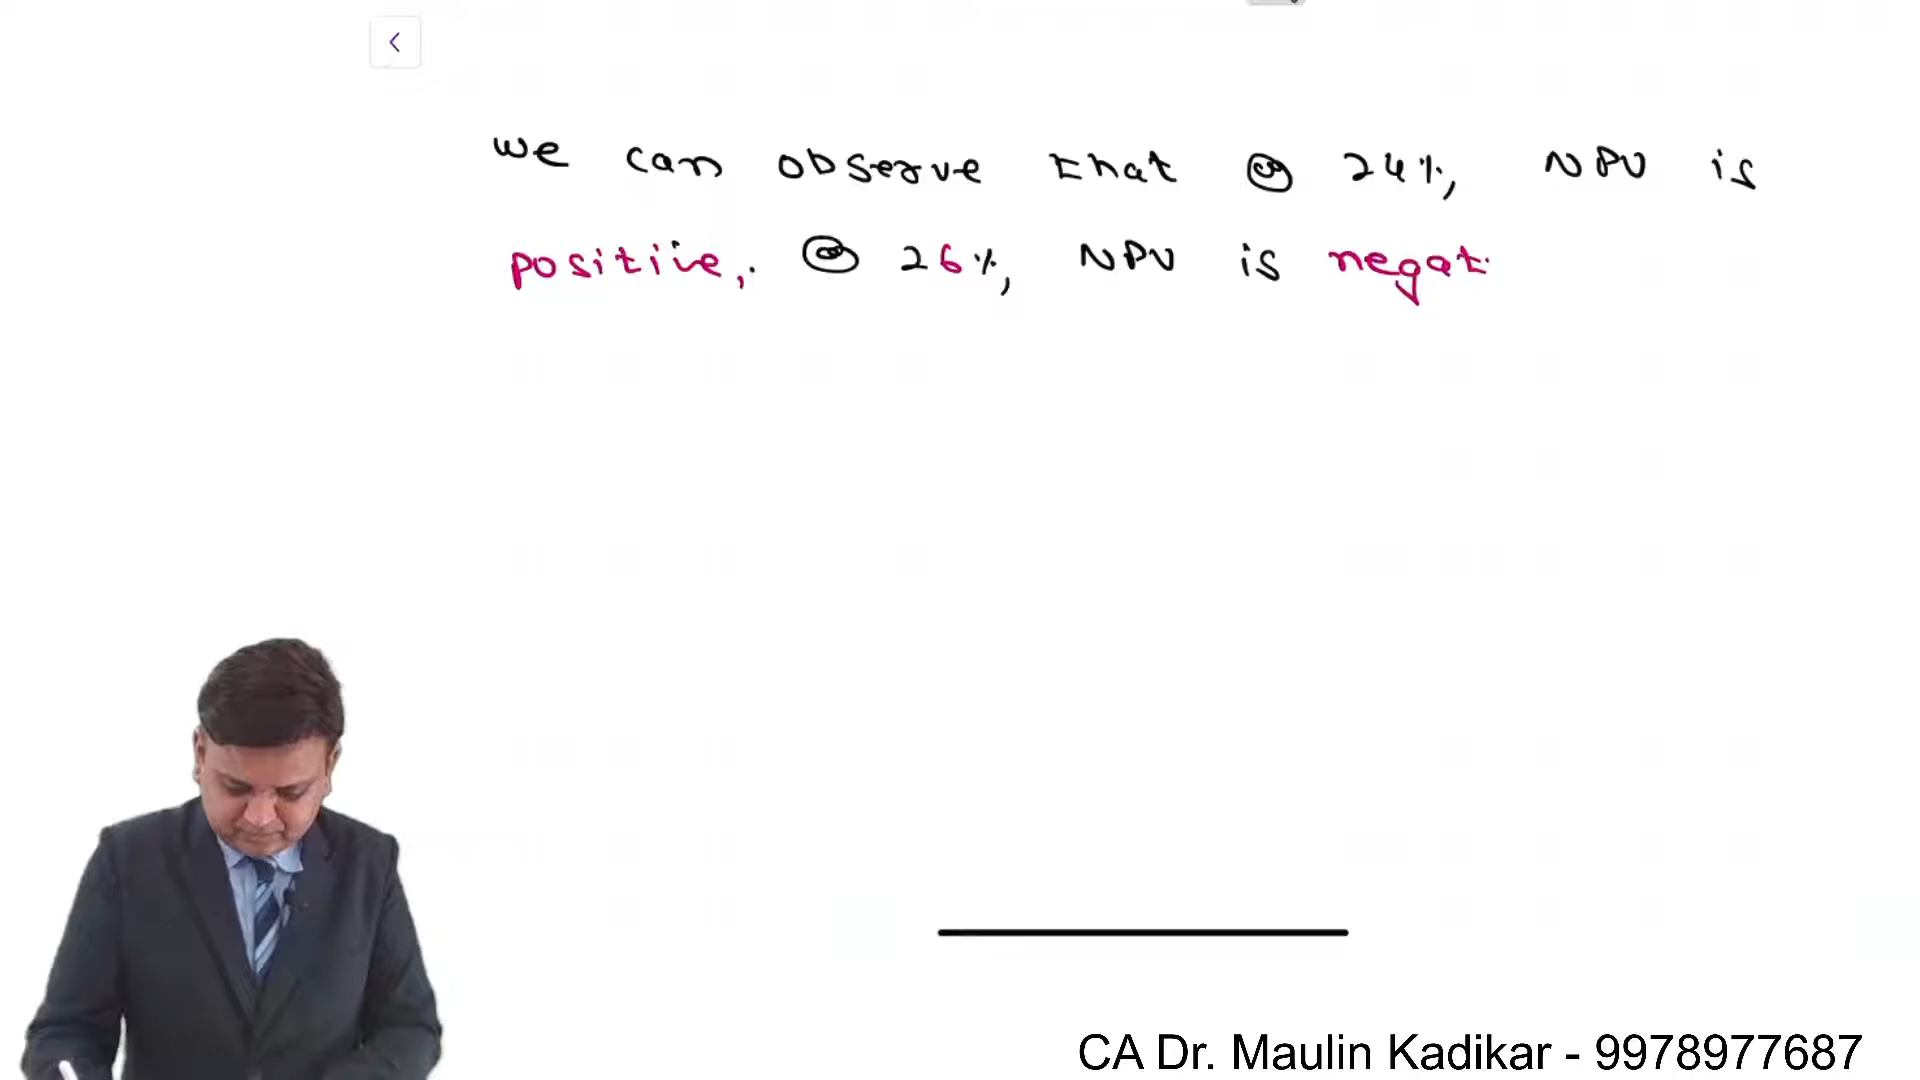 we can observe that @ 24%, NPV is
positive, @ 26%, NPV is negat
CA Dr. Maulin Kadikar - 9978977687